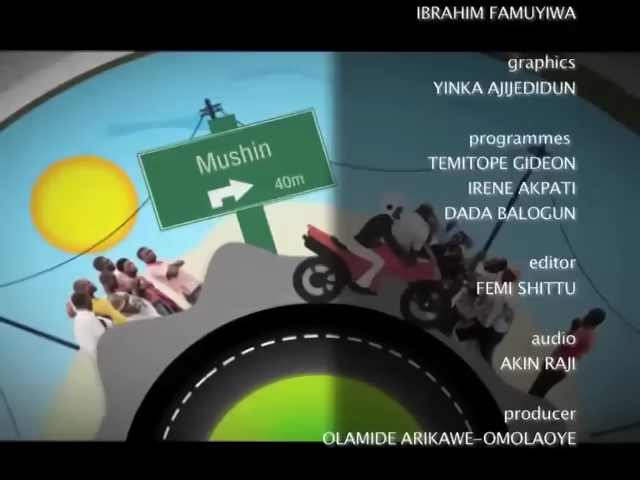 IBRAHIM FAMUYIWA
graphics
YINKA AJIJEDIDUN
programmes
TEMITOPE GIDEON
IRENE AKPATI
DADA BALOGUN
editor
FEMI SHITTU
audio
AKIN RAJI
producer
OLAMIDE ARIKAWE-OMOLAOYE
Mushin
40m